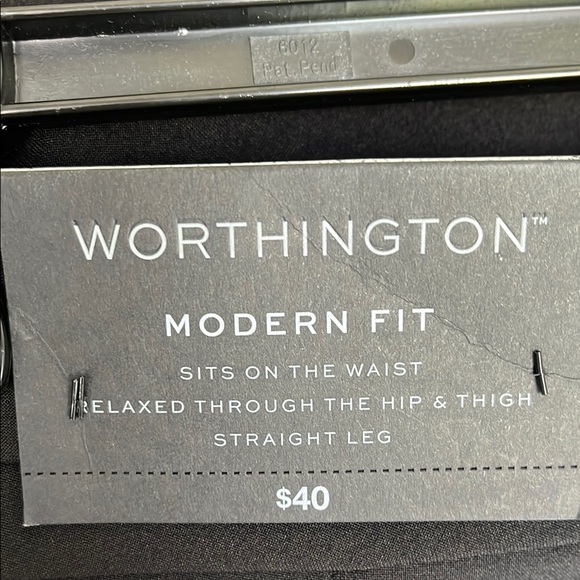 6012
Pat. Pend
WORTHINGTON™
MODERN FIT
SITS ON THE WAIST
RELAXED THROUGH THE HIP & THIGH
STRAIGHT LEG
$40